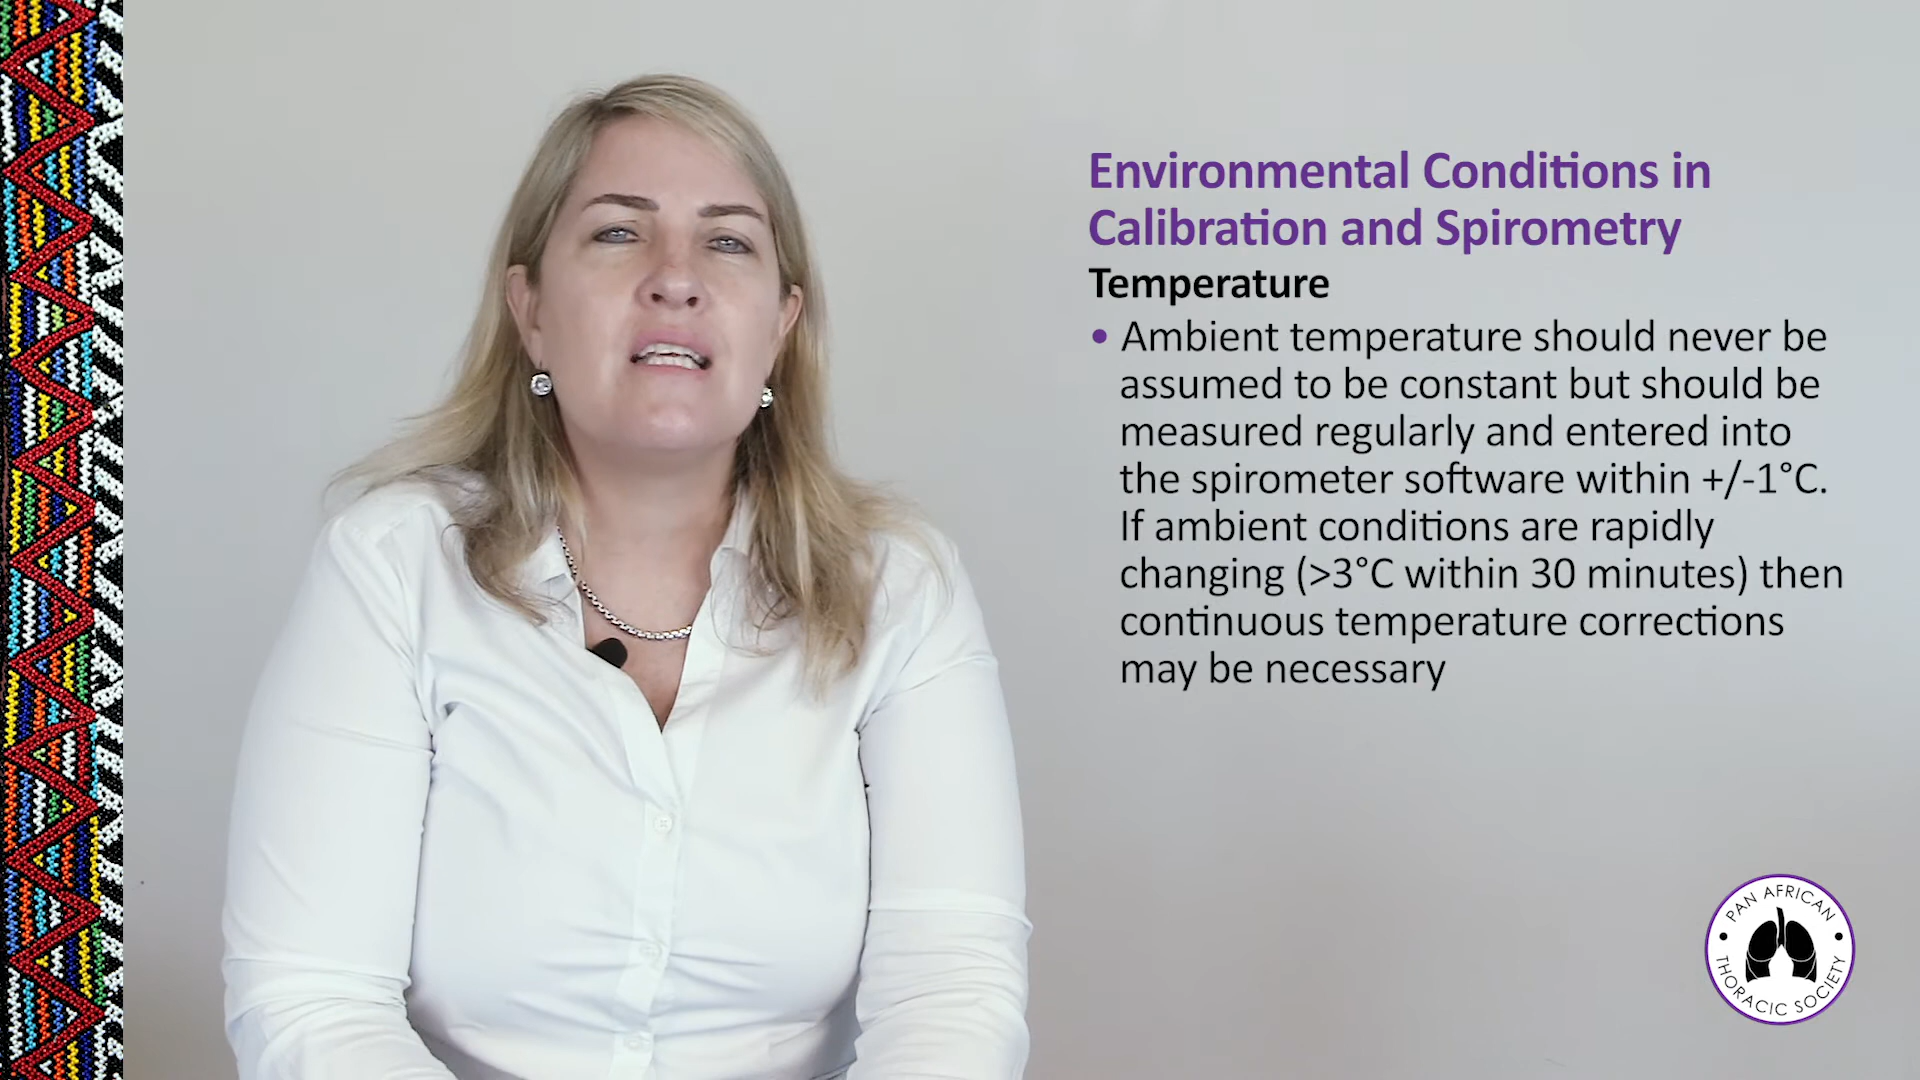 Environmental Conditions in
Calibration and Spirometry
Temperature
• Ambient temperature should never be
assumed to be constant but should be
measured regularly and entered into
the spirometer software within +/-1°C.
If ambient conditions are rapidly
changing (>3°C within 30 minutes) then
continuous temperature corrections
may be necessary
• PAN AFRICAN •
THORACIC SOCIETY